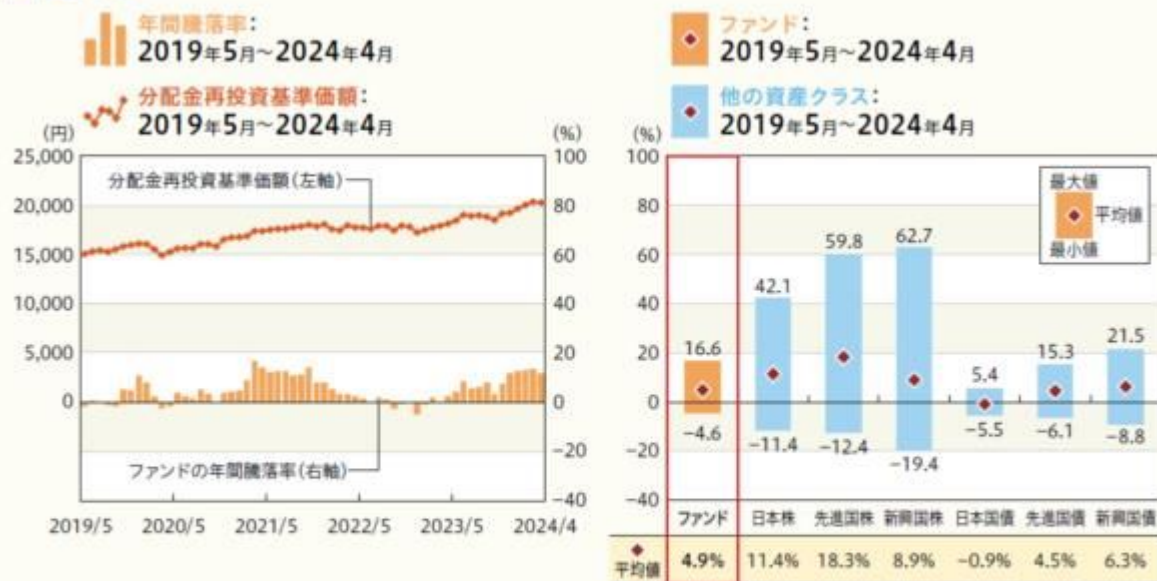 年間騰落率：
2019年5月～2024年4月
分配金再投資基準価額：
2019年5月～2024年4月
(円)
(%)
25,000
20,000
15,000
10,000
5,000
0
100
80
60
40
20
0
−20
−40
分配金再投資基準価額(左軸)
ファンドの年間騰落率(右軸)
2019/5 2020/5 2021/5 2022/5 2023/5 2024/4
ファンド：
2019年5月～2024年4月
他の資産クラス：
2019年5月～2024年4月
(%)
100
80
60
40
20
0
−20
−40
最大値
平均値
最小値
16.6 42.1 59.8 62.7 5.4 15.3 21.5
−4.6 −11.4 −12.4 −19.4 −5.5 −6.1 −8.8
ファンド 日本株 先進国株 新興国株 日本国債 先進国債 新興国債
平均値 4.9% 11.4% 18.3% 8.9% −0.9% 4.5% 6.3%